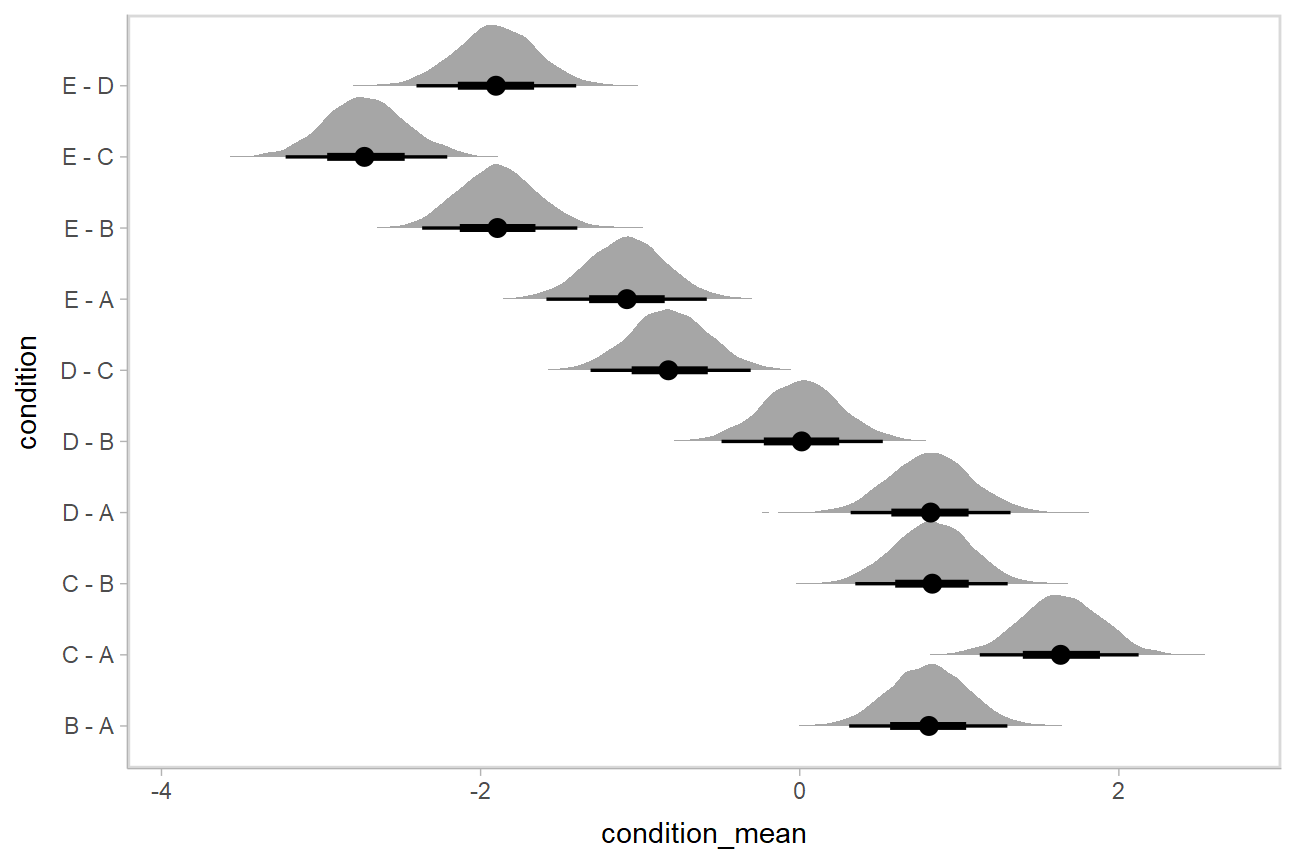 E - D
E - C
E - B
E - A
D - C
D - B
D - A
C - B
C - A
B - A
condition
-4 -2 0 2
condition_mean